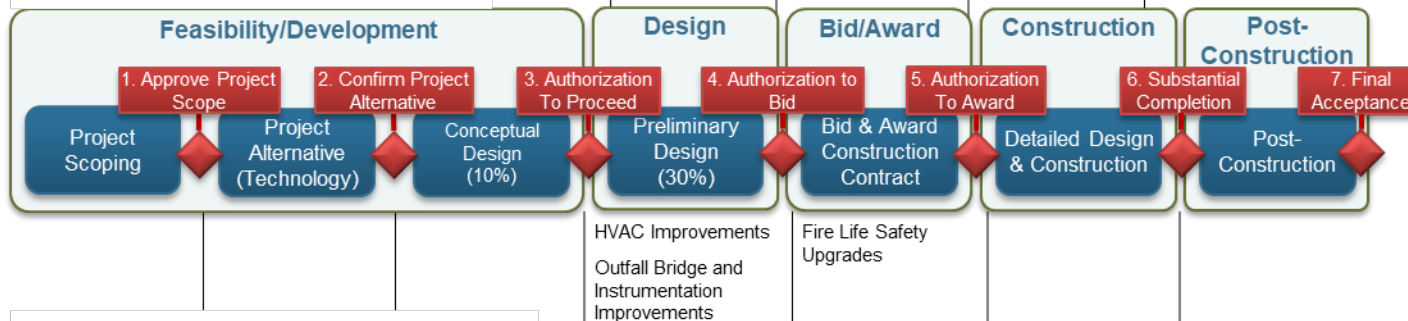 Feasibility/Development
Design
Bid/Award
Construction
Post-
Construction
1. Approve Project
Scope
2. Confirm Project
Alternative
3. Authorization
To Proceed
4. Authorization to
Bid
5. Authorization
To Award
6. Substantial
Completion
7. Final
Acceptance
Project
Scoping
Project
Alternative
(Technology)
Conceptual
Design
(10%)
Preliminary
Design
(30%)
Bid & Award
Construction
Contract
Detailed Design
& Construction
Post-
Construction
HVAC Improvements
Outfall Bridge and
Instrumentation
Improvements
Fire Life Safety
Upgrades